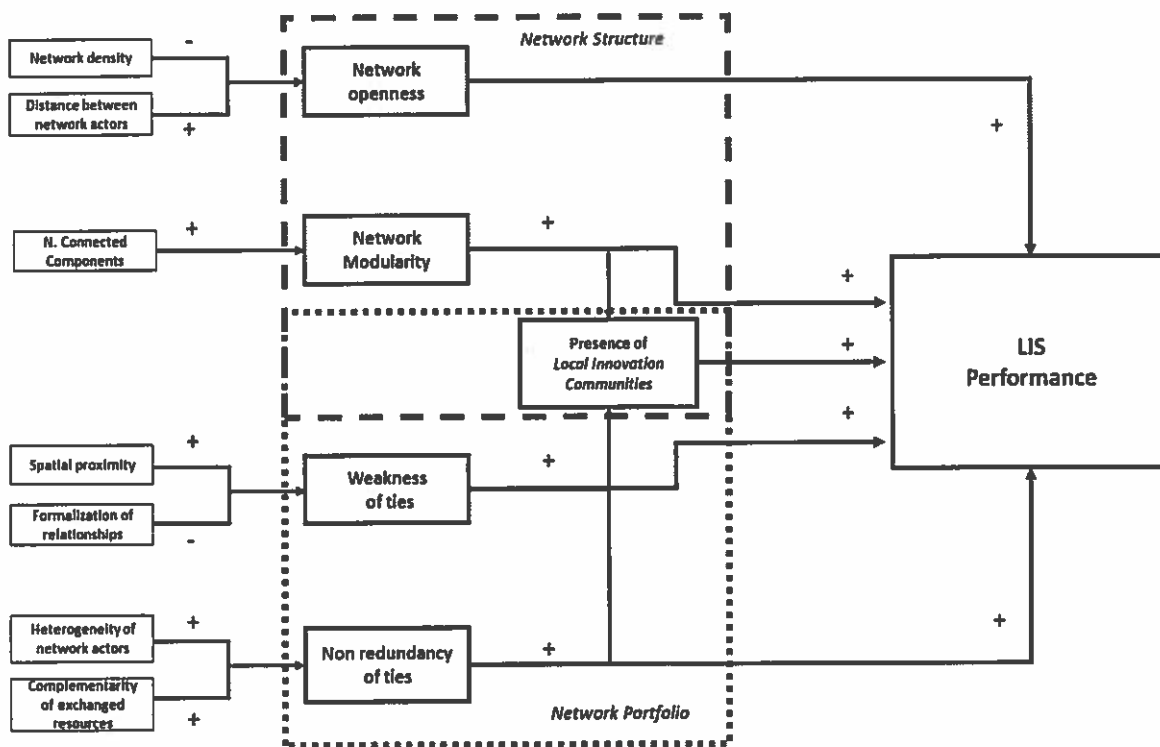 Network Structure
-
Network density
Distance between
network actors
+
Network
openness
+
N. Connected
Components
+
Network
Modularity
+
+
Presence of
Local Innovation
Communities
+
LIS
Performance
+
Spatial proximity
+
Formalization of
relationships
-
Weakness
of ties
+
Heterogeneity of
network actors
+
Complementarity
of exchanged
resources
+
Non redundancy
of ties
+
+
Network Portfolio